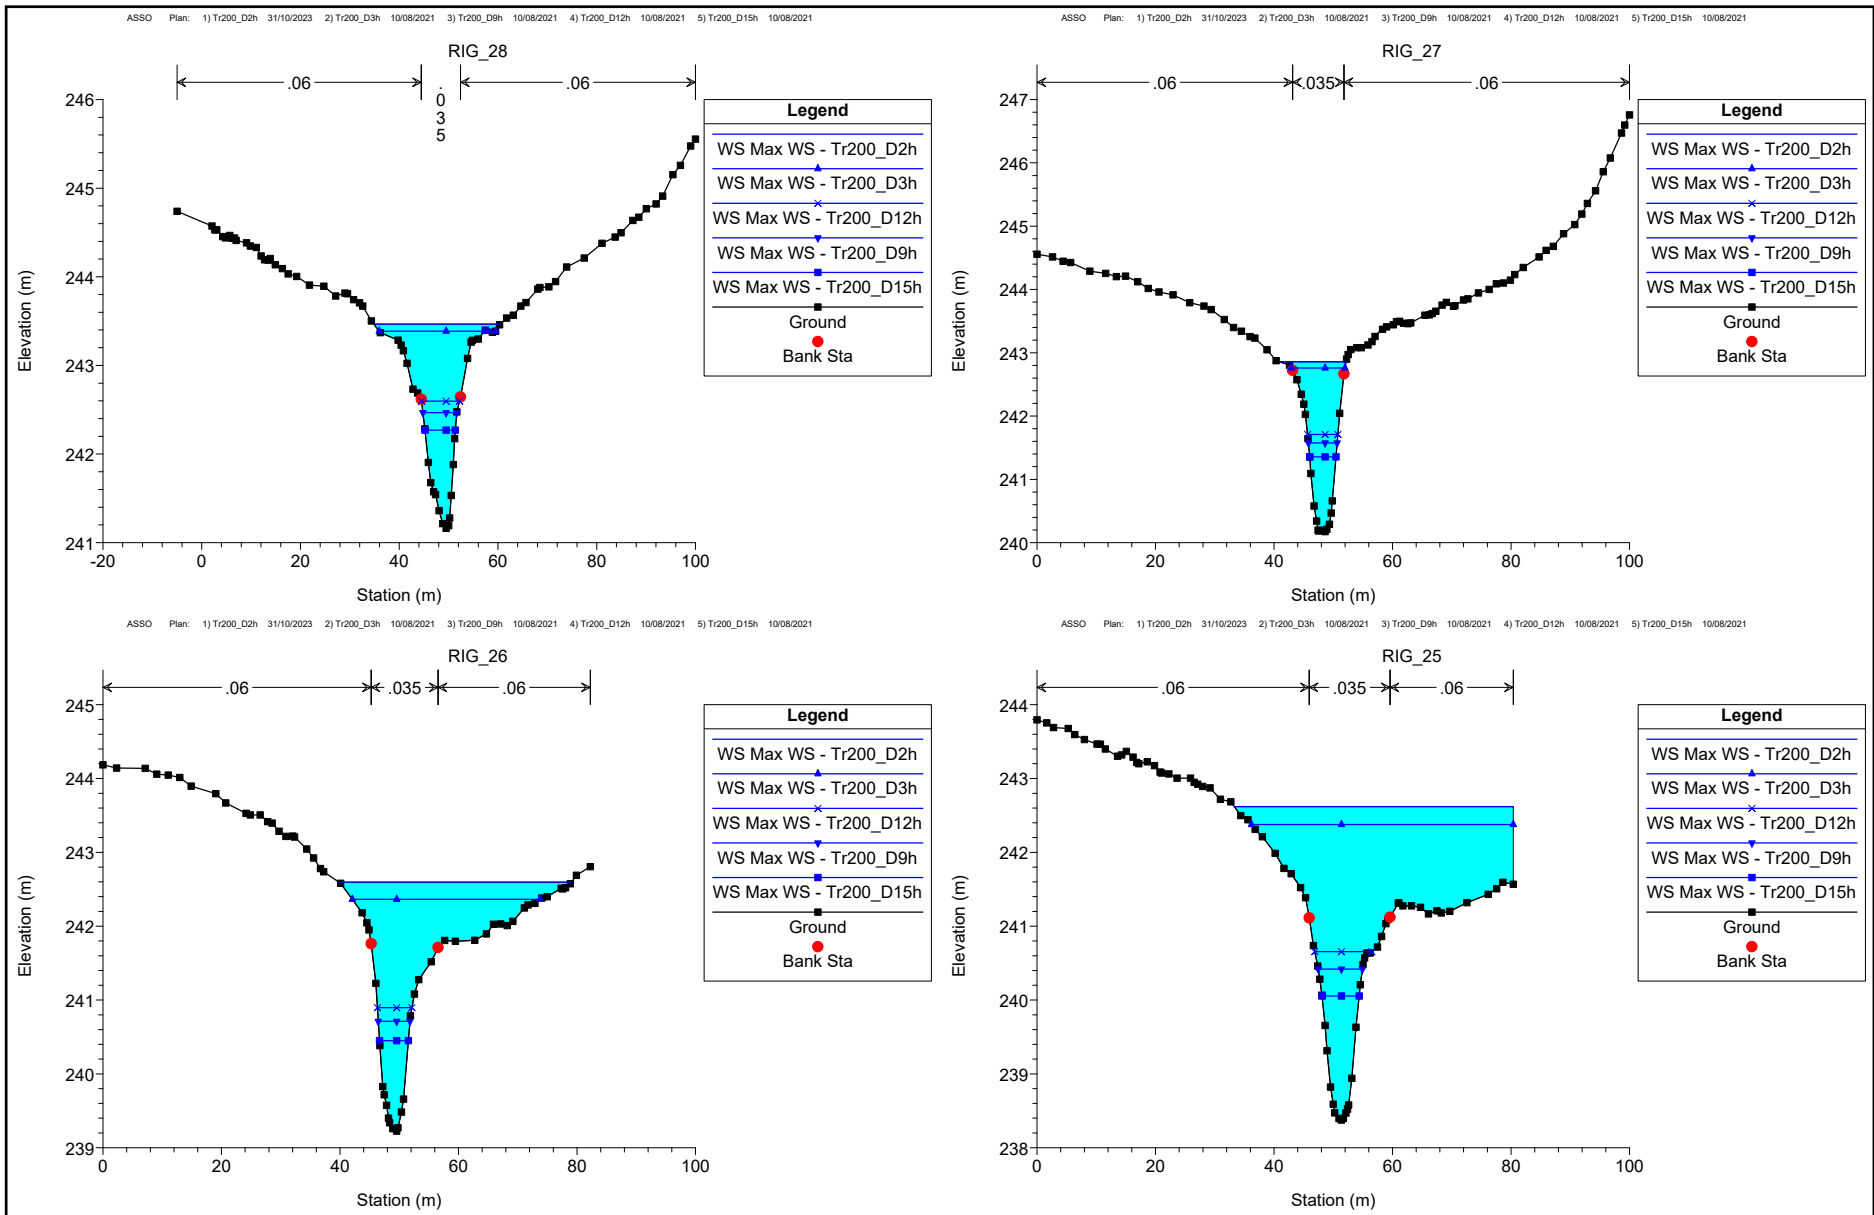 ASSO Plan: 1) Tr200_D2h 31/10/2023 2) Tr200_D3h 10/08/2021 3) Tr200_D9h 10/08/2021 4) Tr200_D12h 10/08/2021 5) Tr200_D15h 10/08/2021
RIG_28
.06
.035
.06
246
245
244
243
242
241
-20
0
20
40
60
80
100
Elevation (m)
Station (m)
Legend
WS Max WS - Tr200_D2h
WS Max WS - Tr200_D3h
WS Max WS - Tr200_D12h
WS Max WS - Tr200_D9h
WS Max WS - Tr200_D15h
Ground
Bank Sta
ASSO Plan: 1) Tr200_D2h 31/10/2023 2) Tr200_D3h 10/08/2021 3) Tr200_D9h 10/08/2021 4) Tr200_D12h 10/08/2021 5) Tr200_D15h 10/08/2021
RIG_27
.06
.035
.06
247
246
245
244
243
242
241
240
0
20
40
60
80
100
Elevation (m)
Station (m)
Legend
WS Max WS - Tr200_D2h
WS Max WS - Tr200_D3h
WS Max WS - Tr200_D12h
WS Max WS - Tr200_D9h
WS Max WS - Tr200_D15h
Ground
Bank Sta
ASSO Plan: 1) Tr200_D2h 31/10/2023 2) Tr200_D3h 10/08/2021 3) Tr200_D9h 10/08/2021 4) Tr200_D12h 10/08/2021 5) Tr200_D15h 10/08/2021
RIG_26
.06
.035
.06
245
244
243
242
241
240
239
0
20
40
60
80
100
Elevation (m)
Station (m)
Legend
WS Max WS - Tr200_D2h
WS Max WS - Tr200_D3h
WS Max WS - Tr200_D12h
WS Max WS - Tr200_D9h
WS Max WS - Tr200_D15h
Ground
Bank Sta
ASSO Plan: 1) Tr200_D2h 31/10/2023 2) Tr200_D3h 10/08/2021 3) Tr200_D9h 10/08/2021 4) Tr200_D12h 10/08/2021 5) Tr200_D15h 10/08/2021
RIG_25
.06
.035
.06
244
243
242
241
240
239
238
0
20
40
60
80
100
Elevation (m)
Station (m)
Legend
WS Max WS - Tr200_D2h
WS Max WS - Tr200_D3h
WS Max WS - Tr200_D12h
WS Max WS - Tr200_D9h
WS Max WS - Tr200_D15h
Ground
Bank Sta